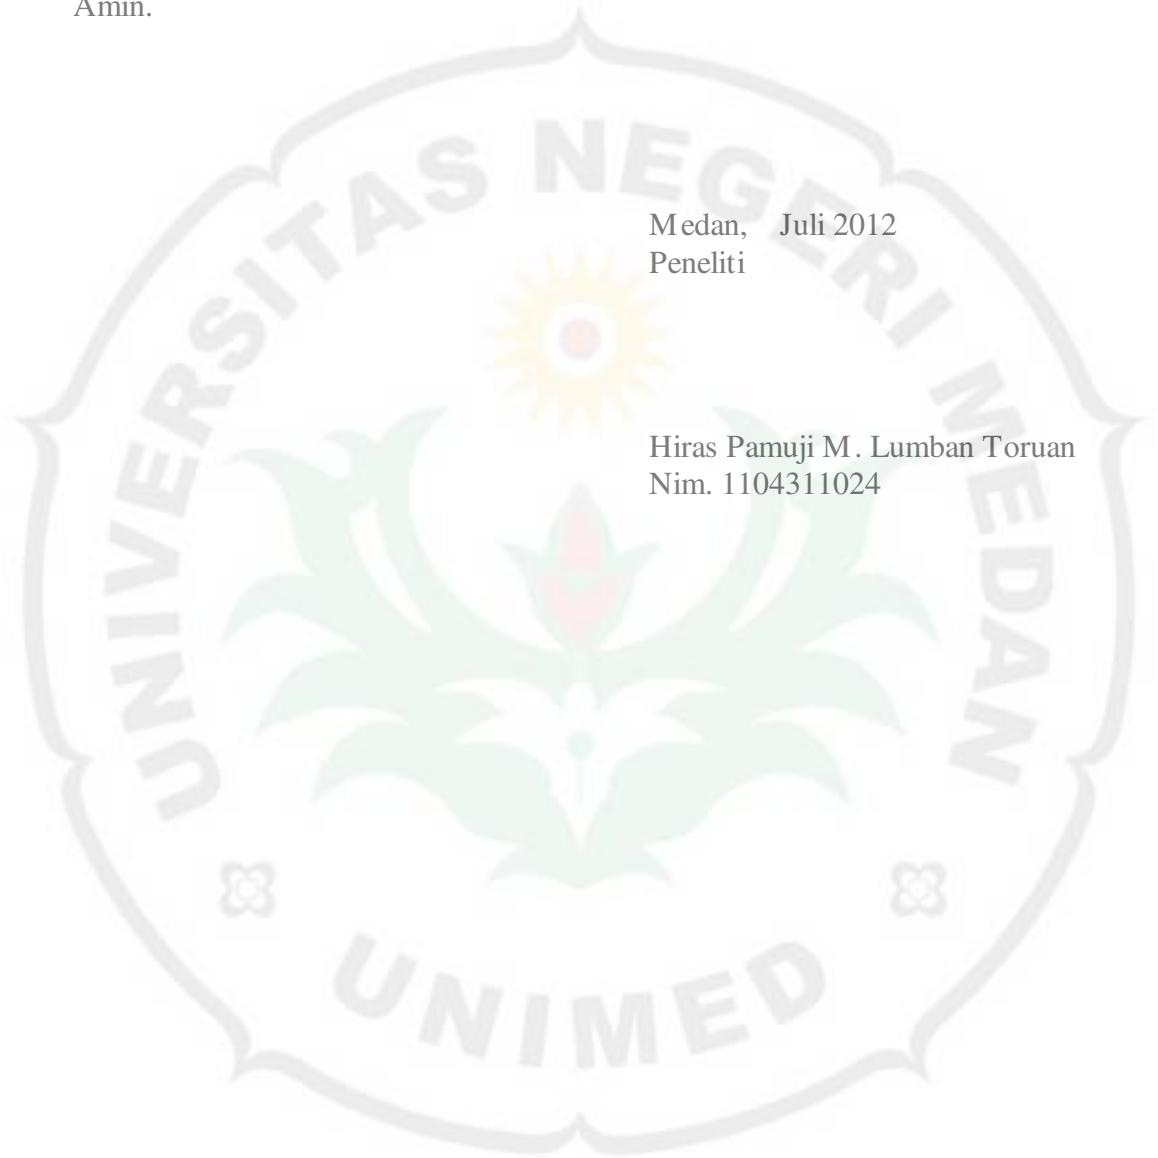 Amin.
UNIVERSITAS NEGERI MEDAN
Medan, Juli 2012
Peneliti
Hiras Pamuji M. Lumban Toruan
Nim. 1104311024
UNIMED